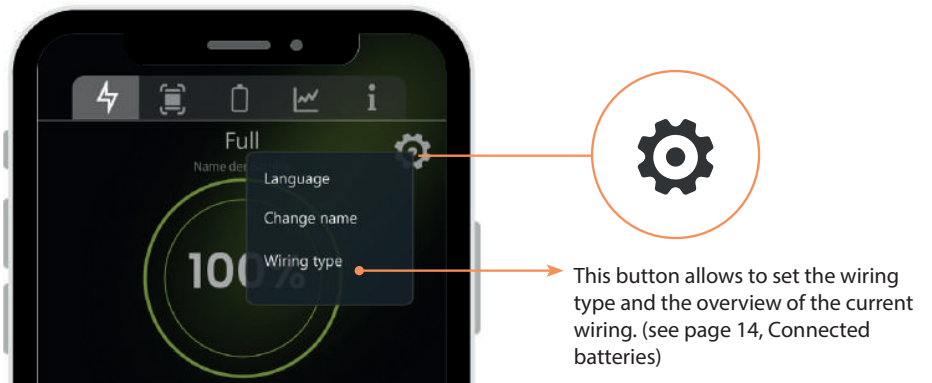 Full
Name der
Language
Change name
Wiring type
100%
This button allows to set the wiring
type and the overview of the current
wiring. (see page 14, Connected
batteries)